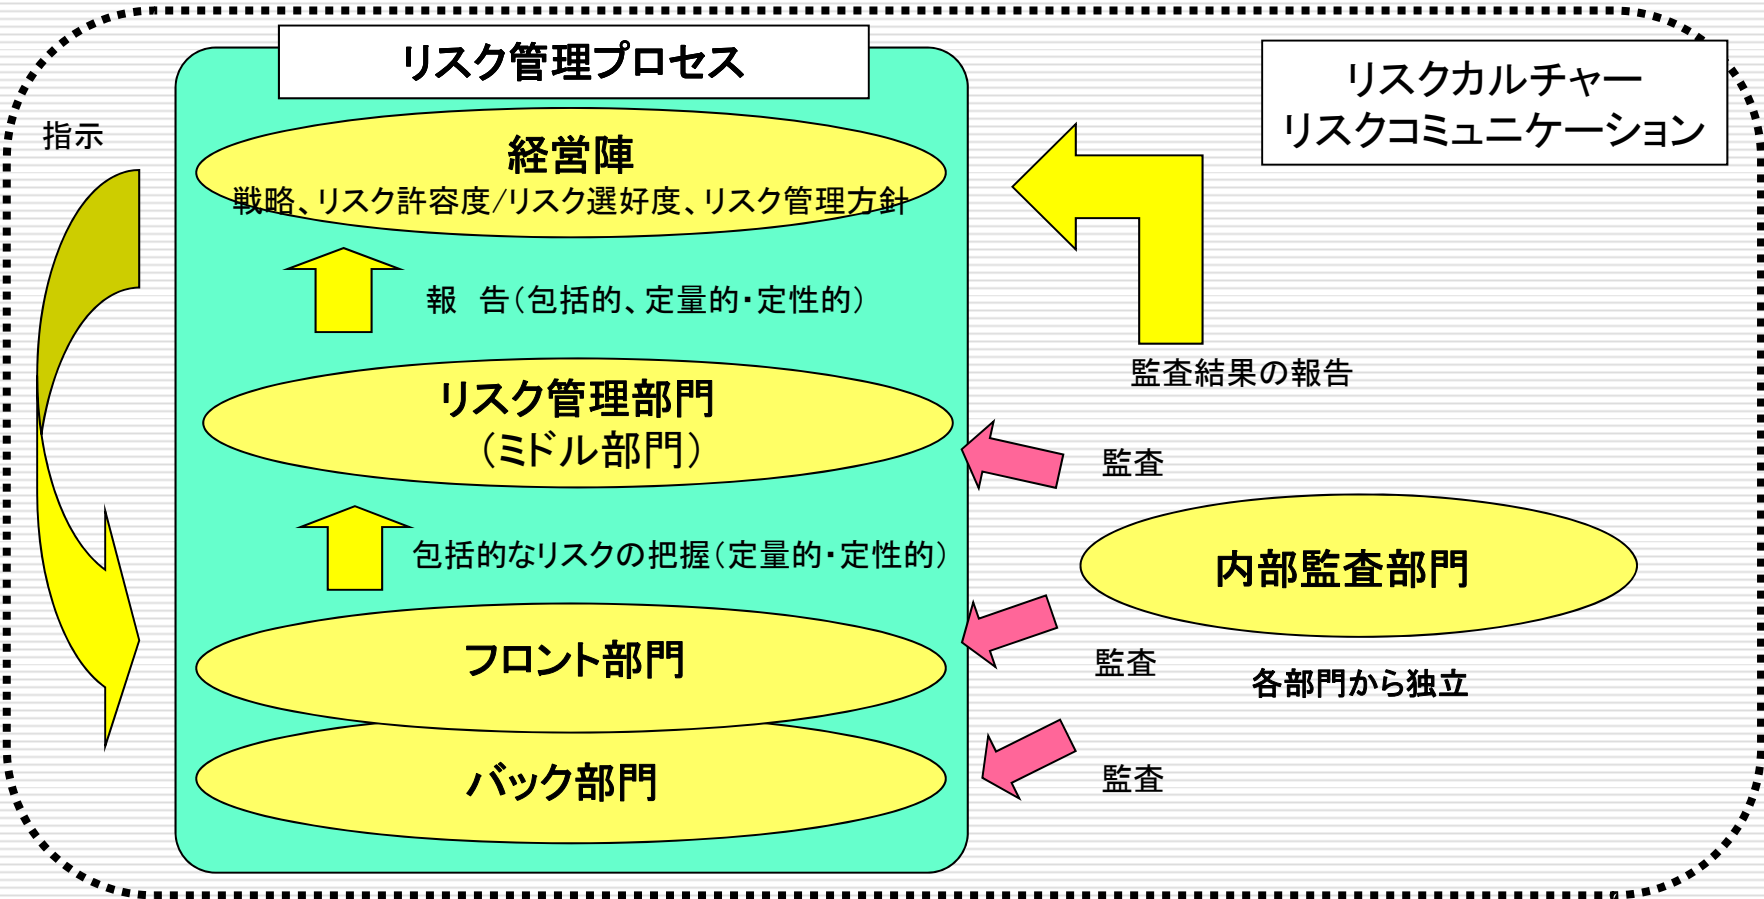 リスク管理プロセス
リスクカルチャー
リスクコミュニケーション
指示
経営陣
戦略、リスク許容度/リスク選好度、リスク管理方針
報　告(包括的、定量的・定性的)
監査結果の報告
リスク管理部門
(ミドル部門)
監査
包括的なリスクの把握(定量的・定性的)
内部監査部門
フロント部門
監査
各部門から独立
バック部門
監査